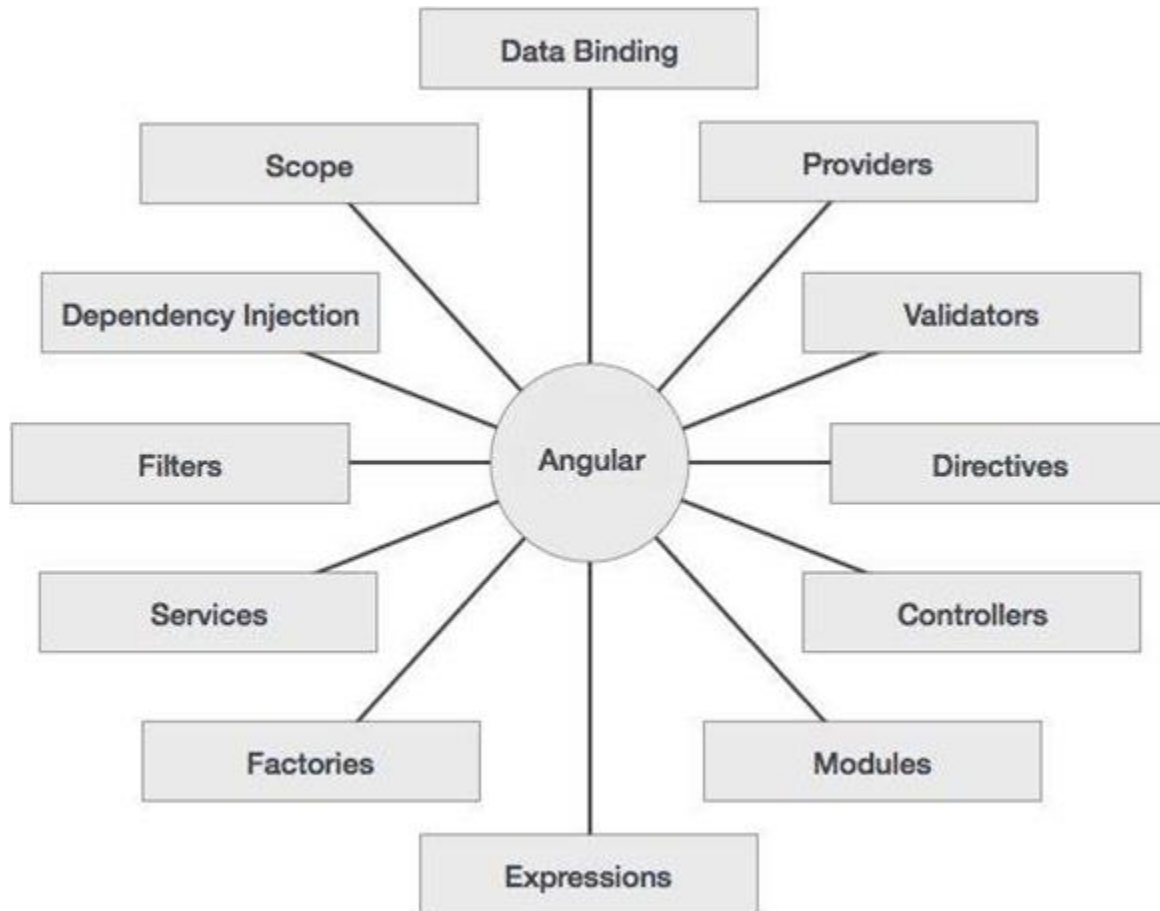 Data Binding
Scope
Providers
Dependency Injection
Validators
Filters
Angular
Directives
Services
Controllers
Factories
Modules
Expressions